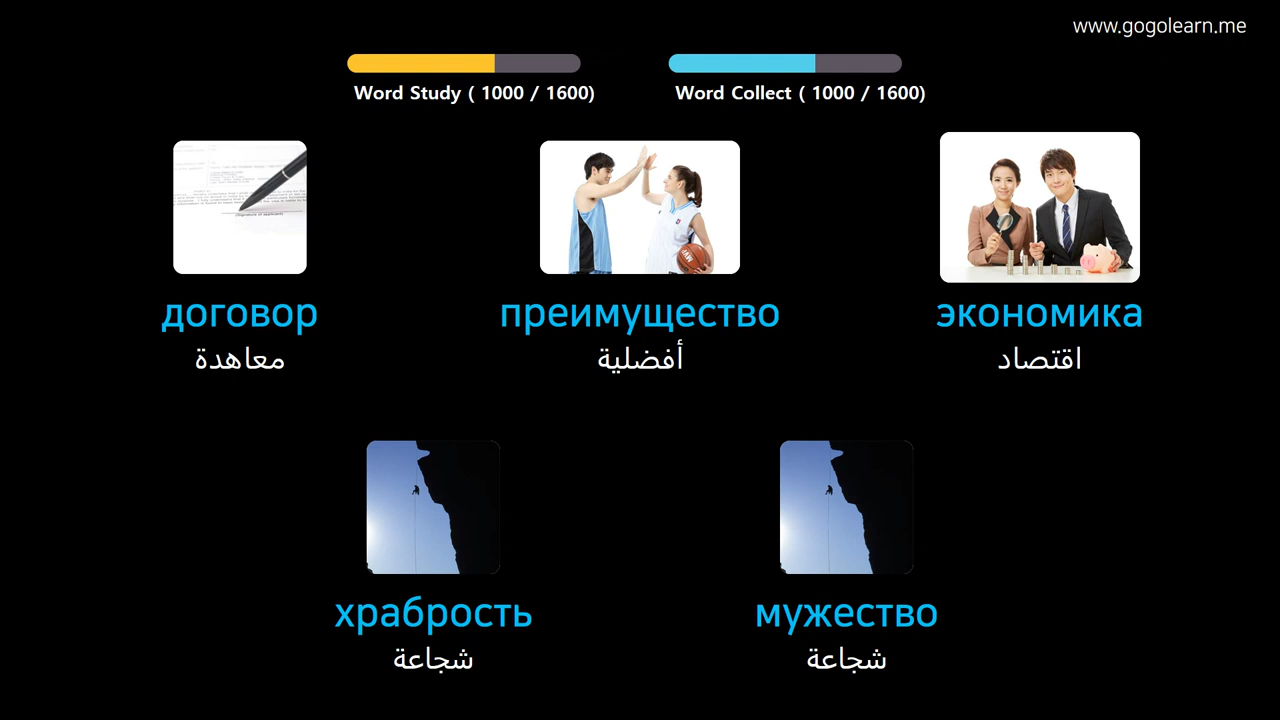 www.gogolearn.me
Word Study ( 1000 / 1600)
Word Collect ( 1000 / 1600)
договор
معاهدة
преимущество
أفضلية
экономика
اقتصاد
храбрость
شجاعة
мужество
شجاعة